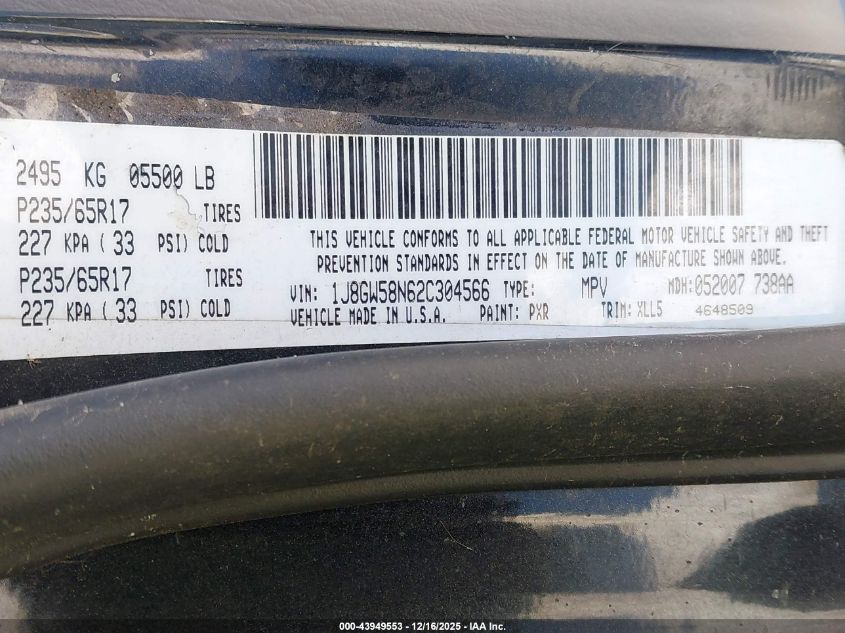 2495 KG 05500 LB
P235/65R17 TIRES
227 KPA ( 33 PSI) COLD
P235/65R17 TIRES
227 KPA ( 33 PSI) COLD
THIS VEHICLE CONFORMS TO ALL APPLICABLE FEDERAL MOTOR VEHICLE SAFETY AND THEFT
PREVENTION STANDARDS IN EFFECT ON THE DATE OF MANUFACTURE SHOWN ABOVE.
VIN: 1J8GW58N62C304566 TYPE: MPV MDH: 052007 738AA
VEHICLE MADE IN U.S.A. PAINT: PXR TRIM: XLL5 4648509
000-43949553 - 12/16/2025 - IAA Inc.